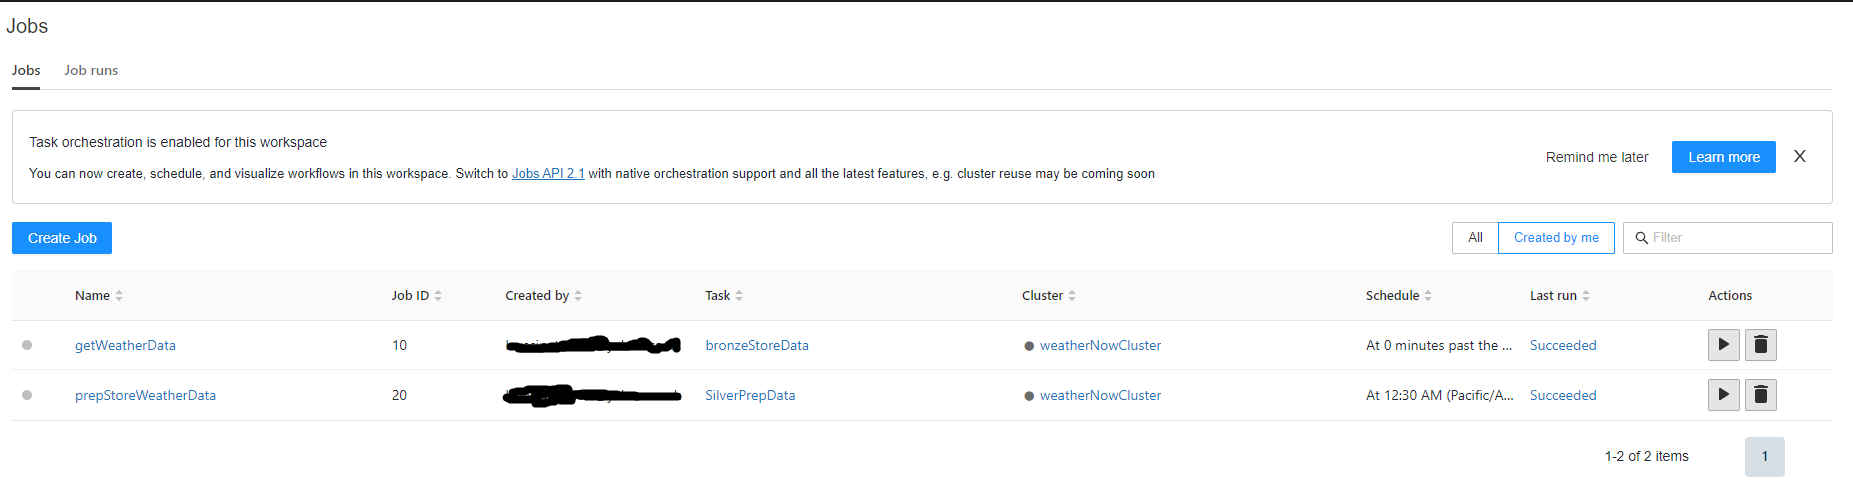 Jobs
Jobs Job runs
Task orchestration is enabled for this workspace
You can now create, schedule, and visualize workflows in this workspace. Switch to Jobs API 2.1 with native orchestration support and all the latest features, e.g. cluster reuse may be coming soon
Remind me later Learn more X
Create Job All Created by me Filter
Name Job ID Created by Task Cluster Schedule Last run Actions
getWeatherData 10 bronzeStoreData weatherNowCluster At 0 minutes past the ... Succeeded
prepStoreWeatherData 20 SilverPrepData weatherNowCluster At 12:30 AM (Pacific/A... Succeeded
1-2 of 2 items 1